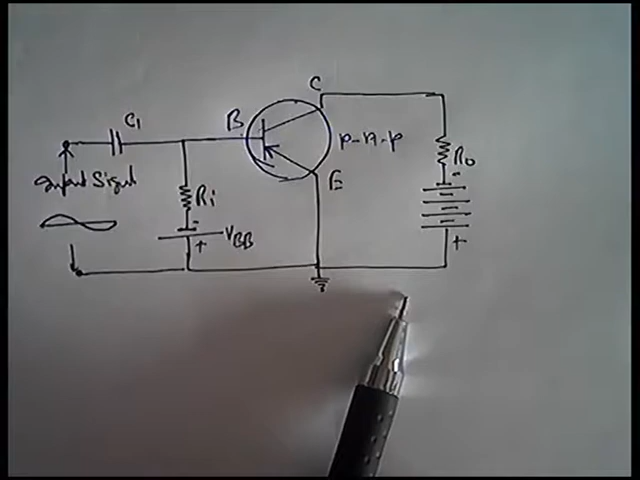 C
C1
B
p-n-p
Input Signal
Ri
-
VBB
+
E
Ro
-
+